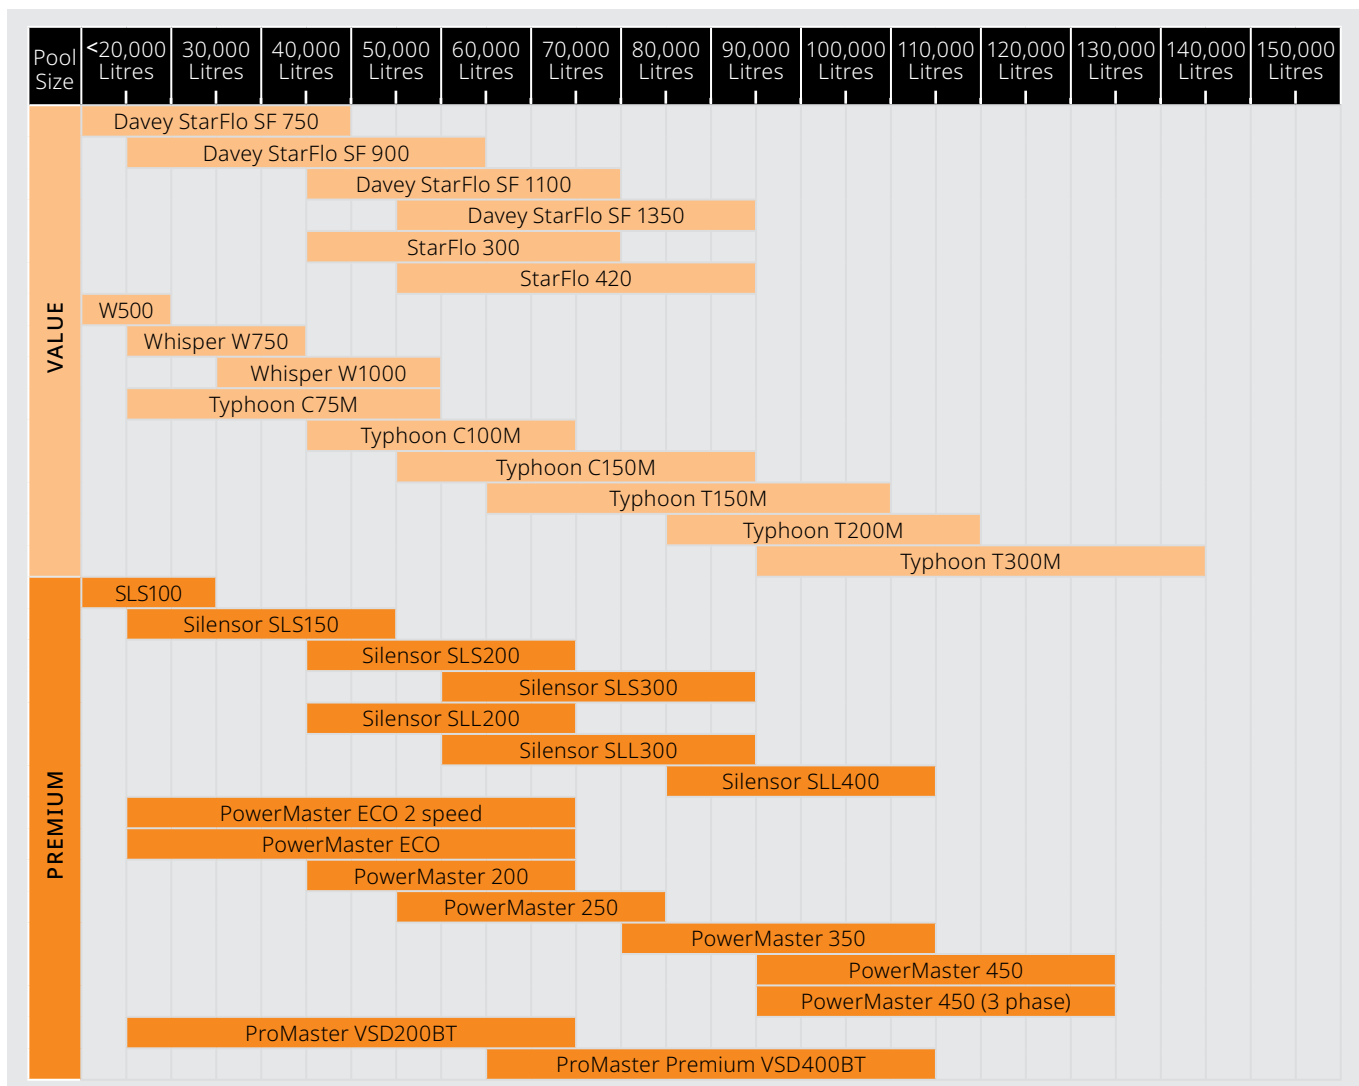 Pool Size
<20,000 Litres
30,000 Litres
40,000 Litres
50,000 Litres
60,000 Litres
70,000 Litres
80,000 Litres
90,000 Litres
100,000 Litres
110,000 Litres
120,000 Litres
130,000 Litres
140,000 Litres
150,000 Litres
VALUE
Davey StarFlo SF 750
Davey StarFlo SF 900
Davey StarFlo SF 1100
Davey StarFlo SF 1350
StarFlo 300
StarFlo 420
W500
Whisper W750
Whisper W1000
Typhoon C75M
Typhoon C100M
Typhoon C150M
Typhoon T150M
Typhoon T200M
Typhoon T300M
PREMIUM
SLS100
Silensor SLS150
Silensor SLS200
Silensor SLS300
Silensor SLL200
Silensor SLL300
Silensor SLL400
PowerMaster ECO 2 speed
PowerMaster ECO
PowerMaster 200
PowerMaster 250
PowerMaster 350
PowerMaster 450
PowerMaster 450 (3 phase)
ProMaster VSD200BT
ProMaster Premium VSD400BT